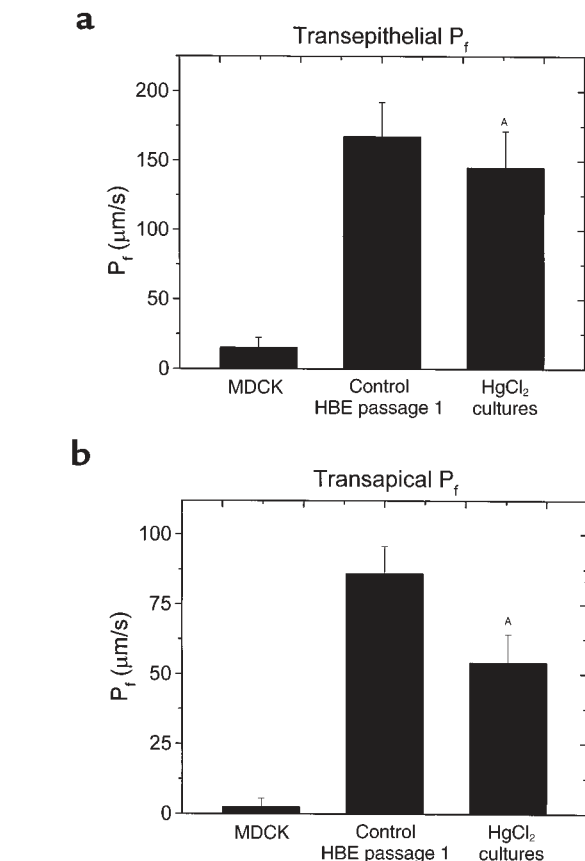 a
Transepithelial P_f
200
150
100
50
0
P_f (μm/s)
A
MDCK
Control
HBE passage 1
HgCl₂
cultures
b
Transapical P_f
100
75
50
25
0
P_f (μm/s)
A
MDCK
Control
HBE passage 1
HgCl₂
cultures